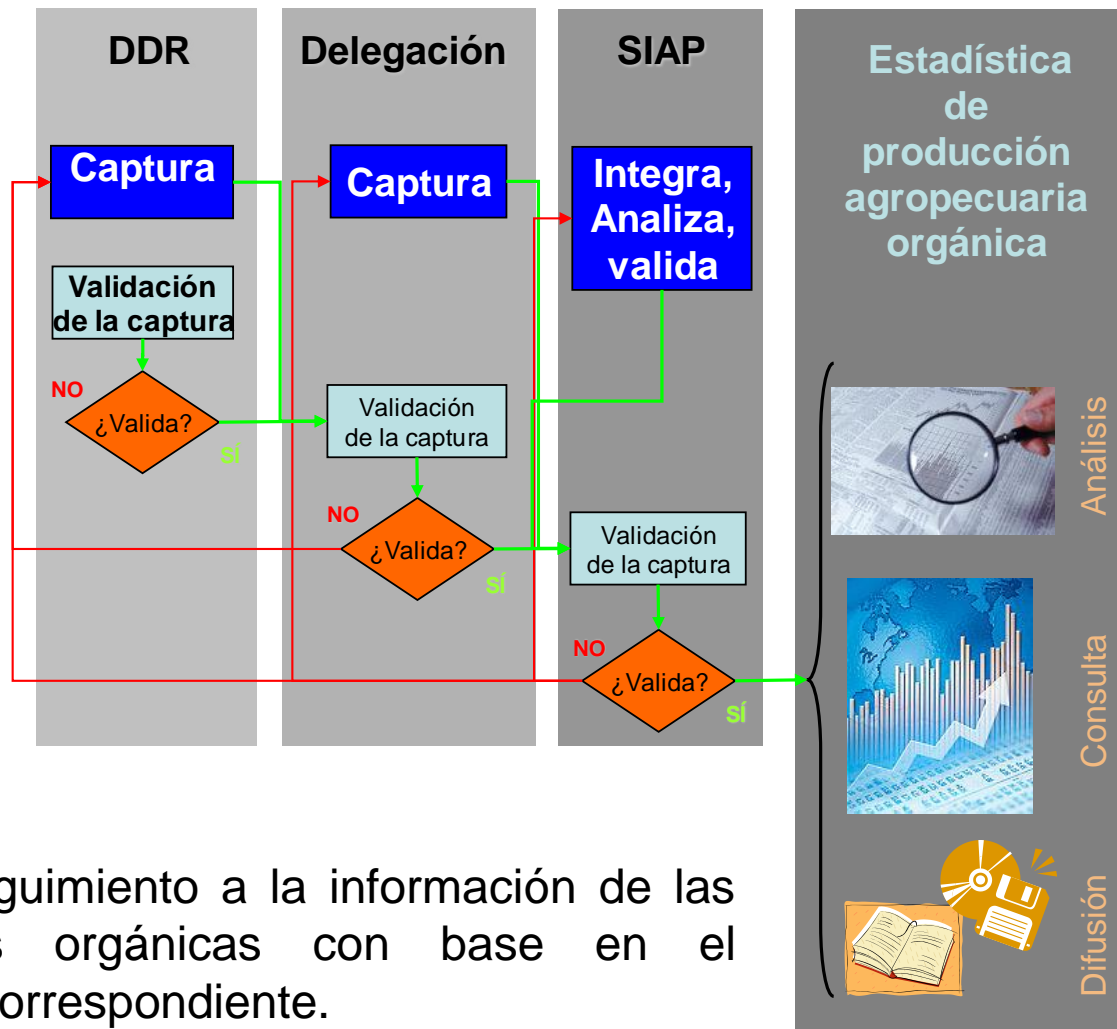 DDR
Captura
Validación
de la captura
NO
¿Valida?
SÍ
Delegación
Captura
Validación
de la captura
NO
¿Valida?
SÍ
SIAP
Integra,
Analiza,
valida
Validación
de la captura
NO
¿Valida?
SÍ
Estadística
de
producción
agropecuaria
orgánica
Análisis
Consulta
Difusión
guimiento a la información de las
s orgánicas con base en el
orrespondiente.